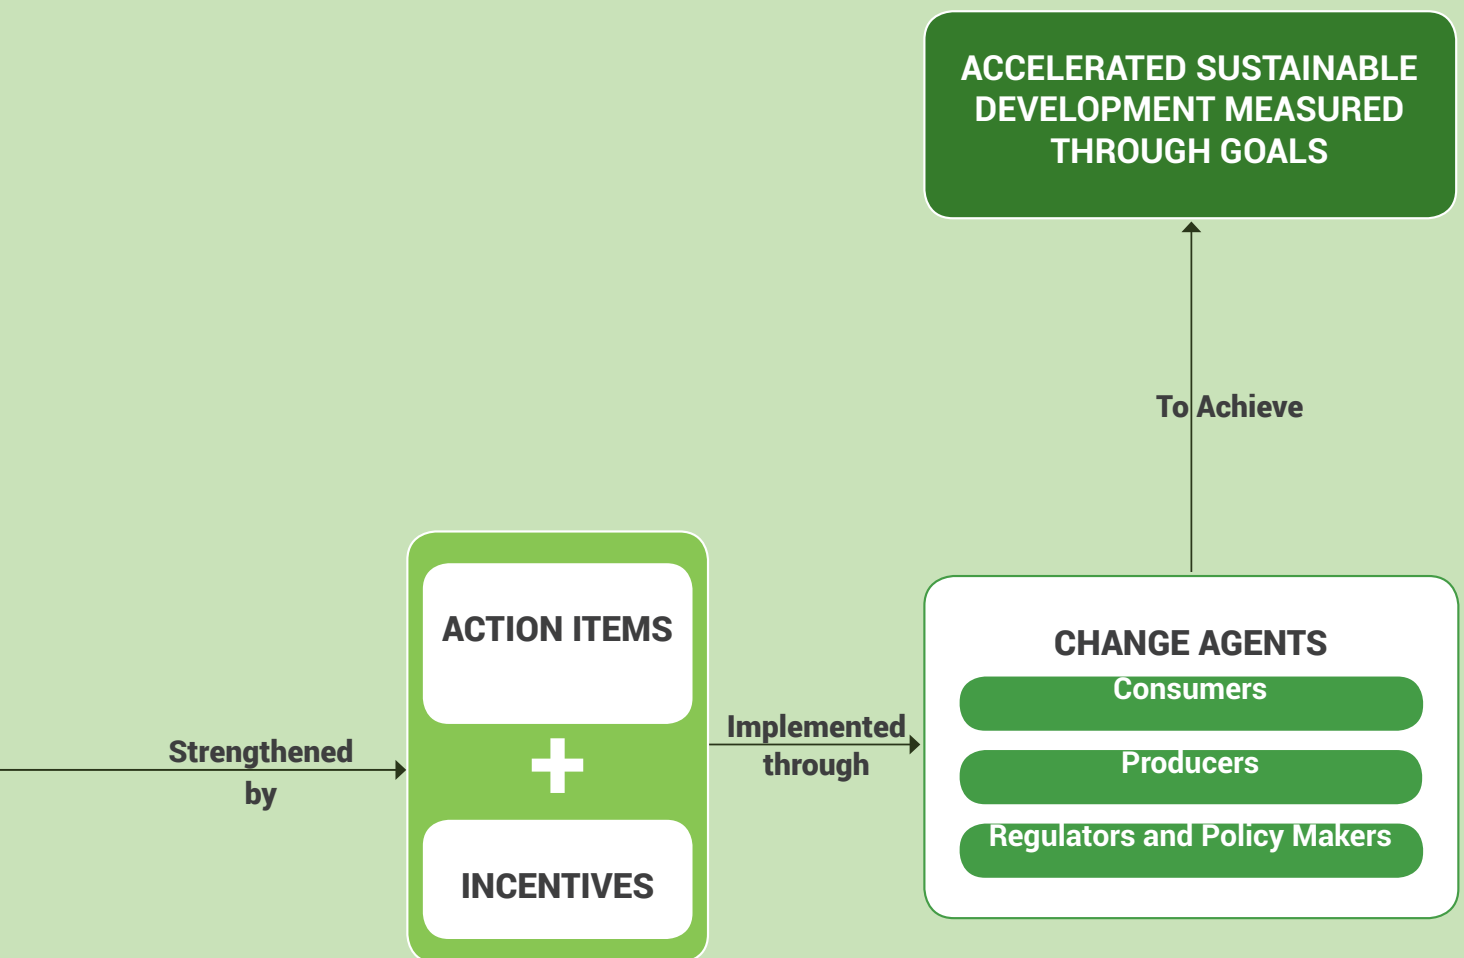 ACCELERATED SUSTAINABLE
DEVELOPMENT MEASURED
THROUGH GOALS
To Achieve
Strengthened
by
ACTION ITEMS
+
INCENTIVES
Implemented
through
CHANGE AGENTS
Consumers
Producers
Regulators and Policy Makers